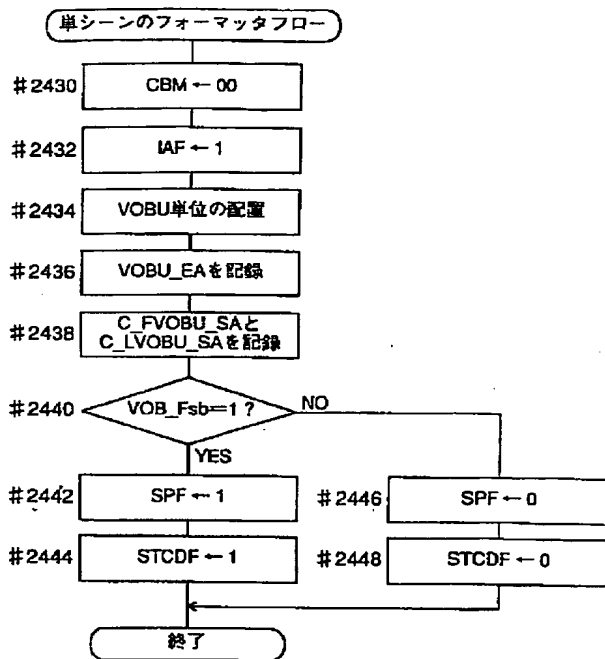 単シーンのフォーマッタフロー
#2430
CBM ← 00
#2432
IAF ← 1
#2434
VOBU単位の配置
#2436
VOBU_EAを記録
#2438
C_FVOBU_SAと
C_LVOBU_SAを記録
#2440
VOB_Fsb=1 ?
NO
YES
#2442
SPF ← 1
#2446
SPF ← 0
#2444
STCDF ← 1
#2448
STCDF ← 0
終了